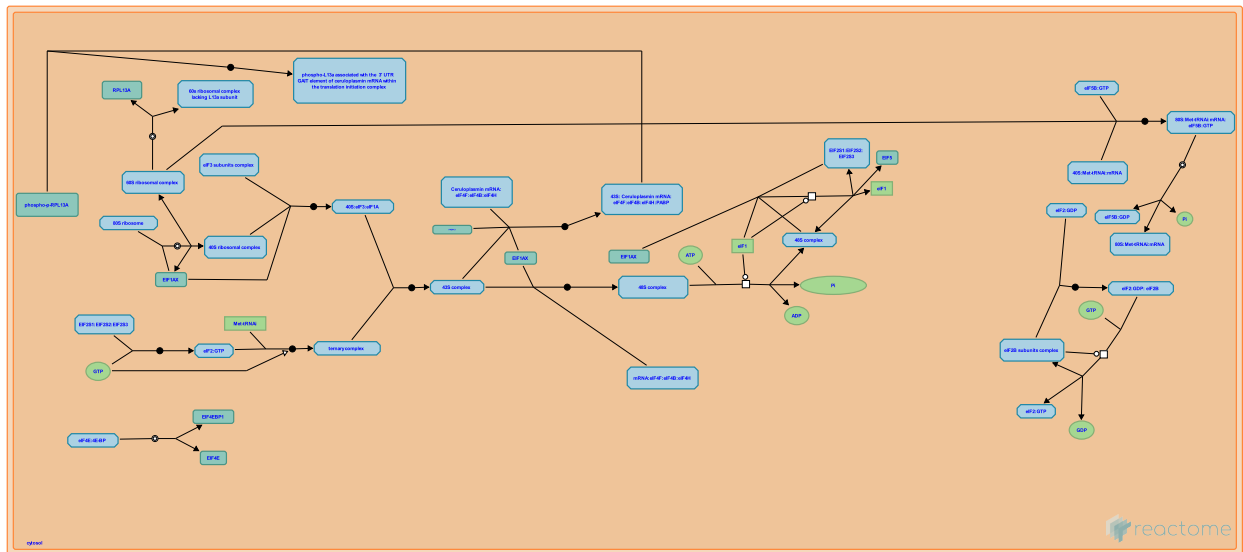 phospho-L13a associated wth the 3' UTR
GAIT element of ceruloplasmin mRNA within
the translation initiation complex
RPL13A
60s ribosomal complex
lacking L13a subunit
eIF5B:GTP
80S:Met-tRNAi:mRNA:
eIF5B:GTP
EIF2S1:EIF2S2:
EIF2S3
EIF5
eIF3 subunits complex
40S:Met-tRNAi:mRNA
60S ribosomal complex
eIF1
Ceruloplasmin mRNA:
eIF4F:eIF4B:eIF4H
43S: Ceruloplasmin mRNA:
eIF4F:eIF4B:eIF4H:PABP
phospho-p-RPL13A
40S:eIF3:eIF1A
eIF2:GDP
eIF5B:GDP
Pi
80S ribosome
40S ribosomal complex
eIF1
48S complex
80S:Met-tRNAi:mRNA
ATP
EIF1AX
EIF1AX
EIF1AX
43S complex
48S complex
Pi
eIF2:GDP: eIF2B
ADP
GTP
EIF2S1:EIF2S2:EIF2S3
Met-tRNAi
eIF2:GTP
ternary complex
eIF2B subunits complex
GTP
mRNA:eIF4F:eIF4B:eIF4H
EIF4EBP1
eIF2:GTP
eIF4E:4E-BP
GDP
EIF4E
reactome
cytosol